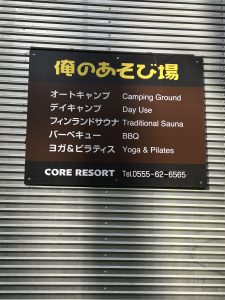 俺のあそび場
オートキャンプ Camping Ground
デイキャンプ Day Use
フィンランドサウナ Traditional Sauna
バーベキュー BBQ
ヨガ&ピラティス Yoga & Pilates
CORE RESORT Tel.0555-62-6565